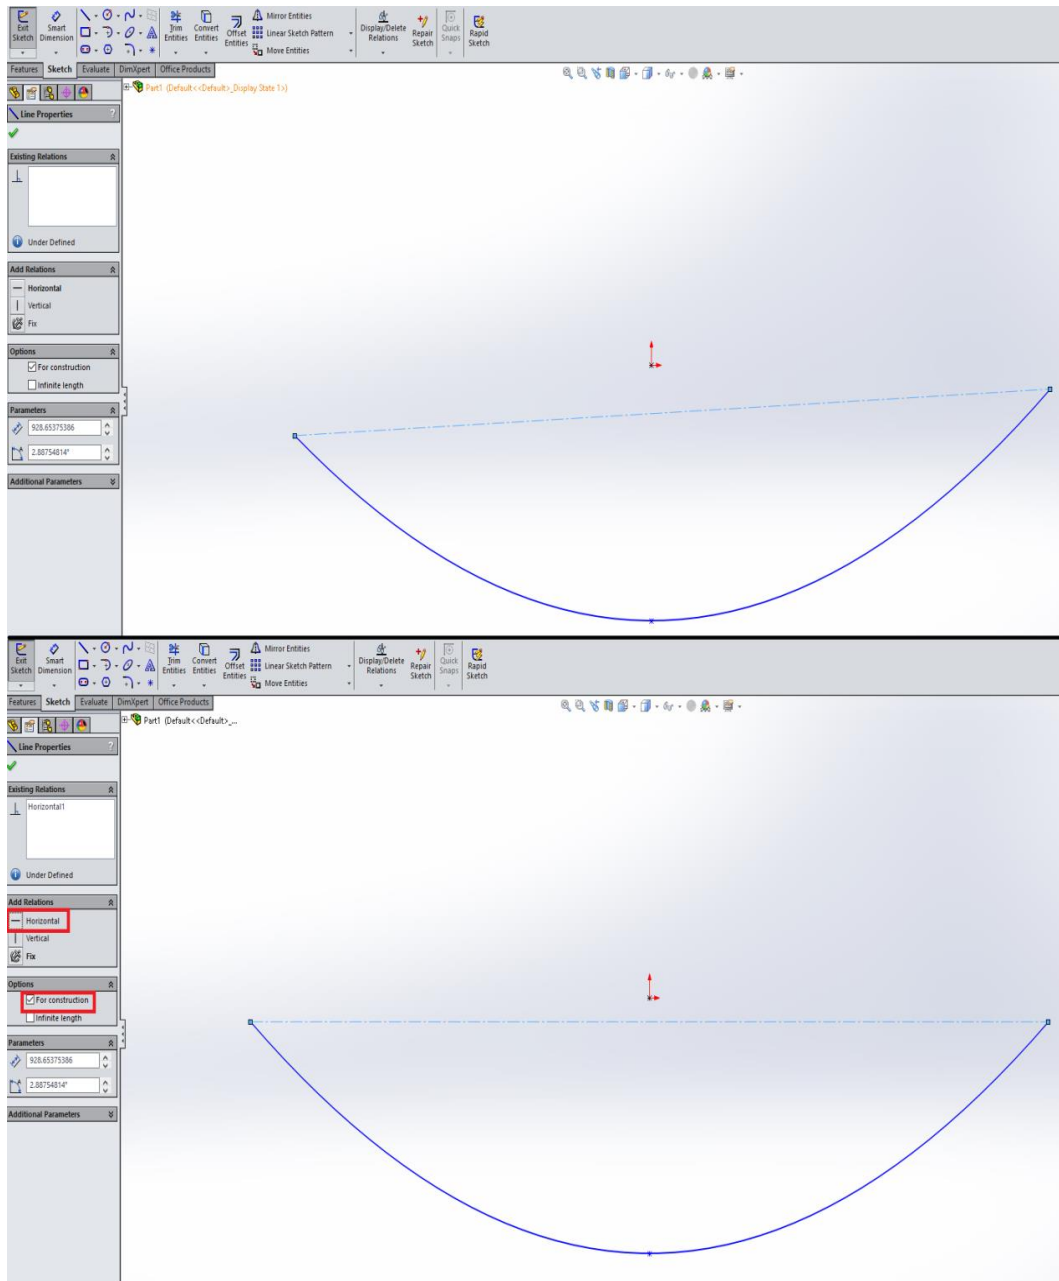 Exit Sketch
Smart Dimension
Trim Entities
Convert Entities
Offset Entities
Mirror Entities
Linear Sketch Pattern
Move Entities
Display/Delete Relations
Repair Sketch
Quick Snaps
Rapid Sketch
Features Sketch Evaluate DimXpert Office Products
Part1 (Default<<Default>_Display State 1>)
Line Properties ?
Existing Relations
Under Defined
Add Relations
Horizontal
Vertical
Fix
Options
For construction
Infinite length
Parameters
928.65375386
2.88754814°
Additional Parameters
Exit Sketch
Smart Dimension
Trim Entities
Convert Entities
Offset Entities
Mirror Entities
Linear Sketch Pattern
Move Entities
Display/Delete Relations
Repair Sketch
Quick Snaps
Rapid Sketch
Features Sketch Evaluate DimXpert Office Products
Part1 (Default<<Default>_...
Line Properties ?
Existing Relations
Horizontal1
Under Defined
Add Relations
Horizontal
Vertical
Fix
Options
For construction
Infinite length
Parameters
928.65375386
2.88754814°
Additional Parameters